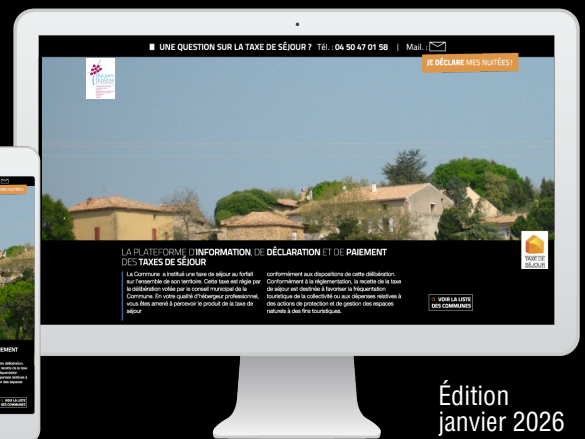 UNE QUESTION SUR LA TAXE DE SÉJOUR ? Tél. : 04 50 47 01 58 | Mail. :
JE DÉCLARE MES NUITÉES !
LA PLATEFORME D'INFORMATION, DE DÉCLARATION ET DE PAIEMENT
DES TAXES DE SÉJOUR
La Commune a institué une taxe de séjour au forfait
sur l'ensemble de son territoire. Cette taxe est régie par
la délibération votée par le conseil municipal de la
Commune. En votre qualité d'hébergeur professionnel,
vous êtes amené à percevoir le produit de la taxe de
séjour
conformément aux dispositions de cette délibération.
Conformément à la réglementation, la recette de la taxe
de séjour est destinée à favoriser la fréquentation
touristique de la collectivité ou aux dépenses relatives à
des actions de protection et de gestion des espaces
naturels à des fins touristiques.
TAXE DE
SÉJOUR
VOIR LA LISTE
DES COMMUNES
EMENT
VOIR LA LISTE
DES COMMUNES
Édition
janvier 2026